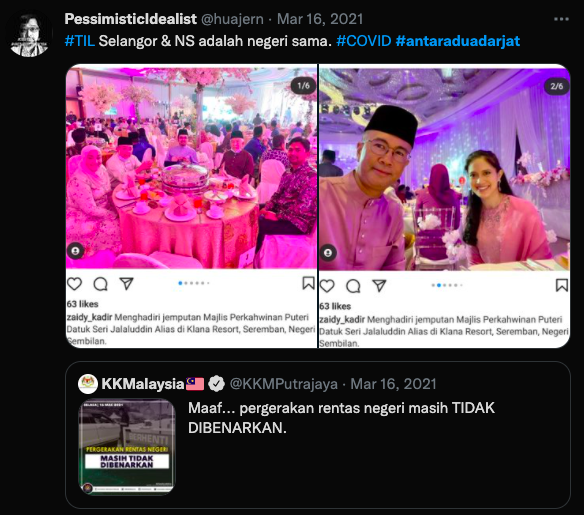 PessimisticIdealist @huajern · Mar 16, 2021
#TIL Selangor & NS adalah negeri sama. #COVID #antaraduadarjat
1/6
2/6
63 likes
zaidy_kadir Menghadiri jemputan Majlis Perkahwinan Puteri
Datuk Seri Jalaluddin Alias di Klana Resort, Seremban, Negeri
Sembilan.
63 likes
zaidy_kadir Menghadiri jemputan Majlis Perkahwinan Puteri
Datuk Seri Jalaluddin Alias di Klana Resort, Seremban, Negeri
Sembilan.
KKMalaysia @KKMPutrajaya · Mar 16, 2021
Maaf... pergerakan rentas negeri masih TIDAK
DIBENARKAN.
BERHENTI
PERGERAKAN RENTAS NEGERI
MASIH TIDAK
DIBENARKAN